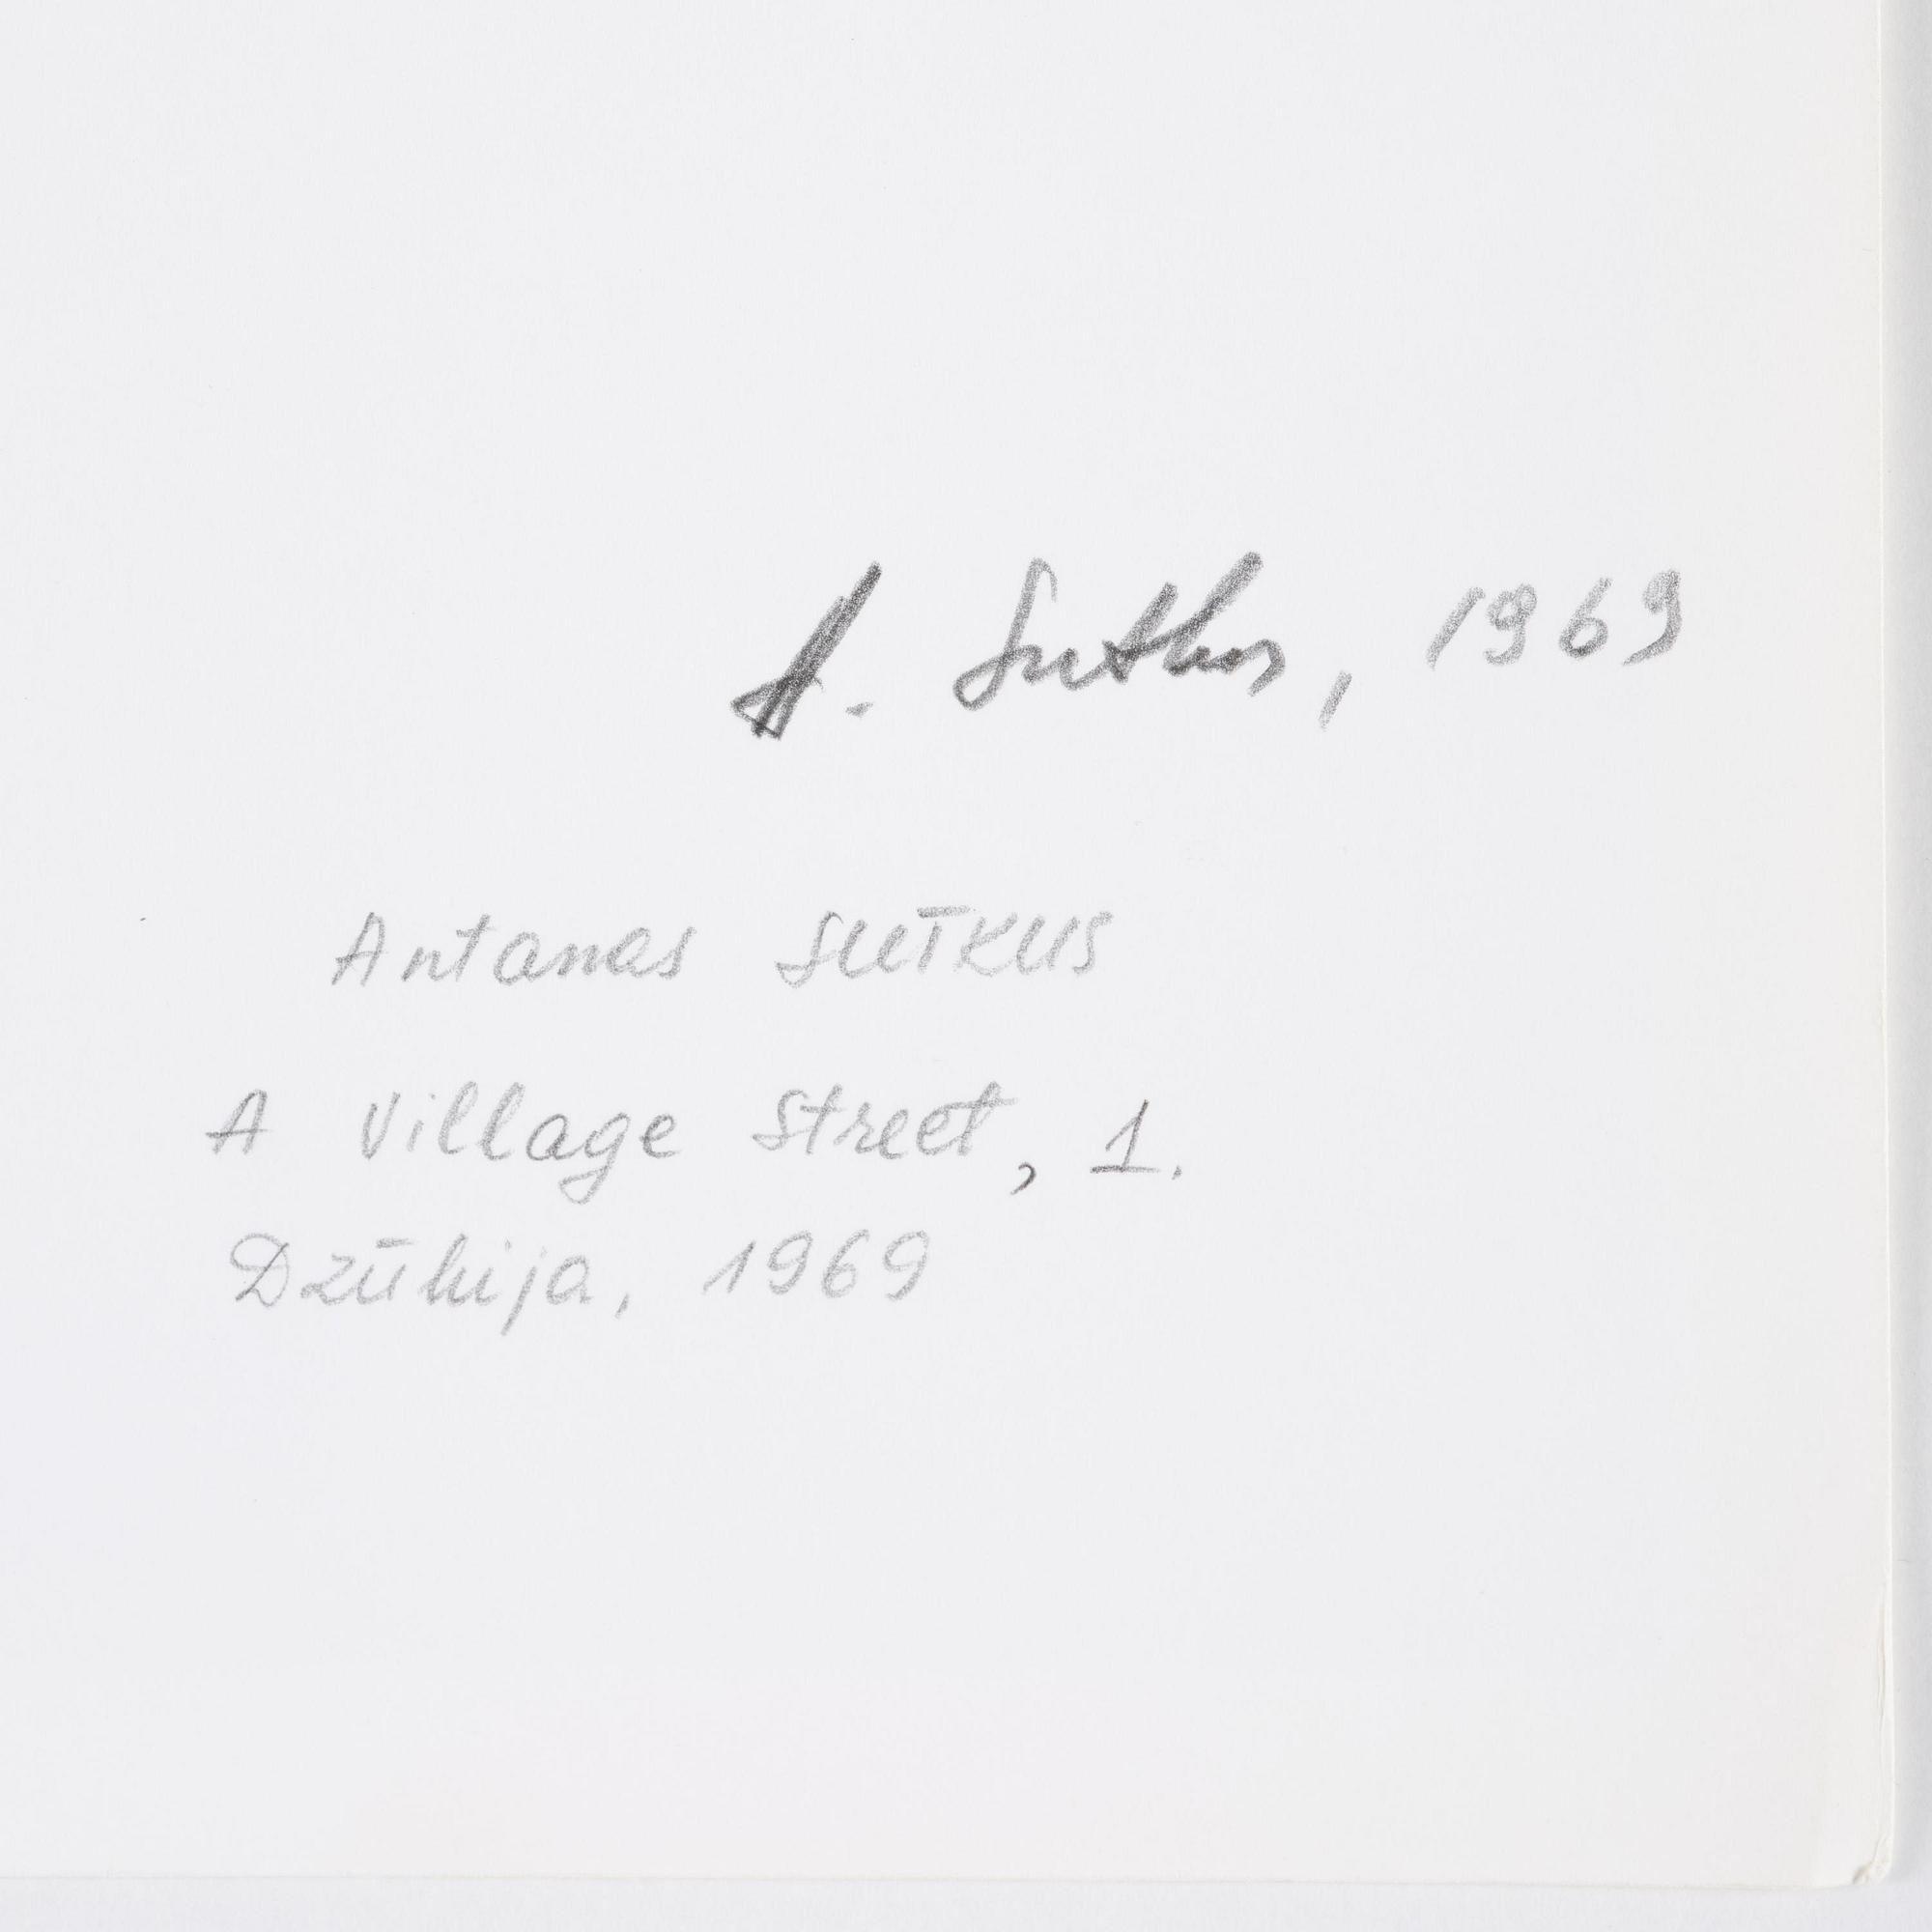 A. Sutkus, 1969
Antanas SUTKUS
A Village Street, 1.
Dzūkija, 1969